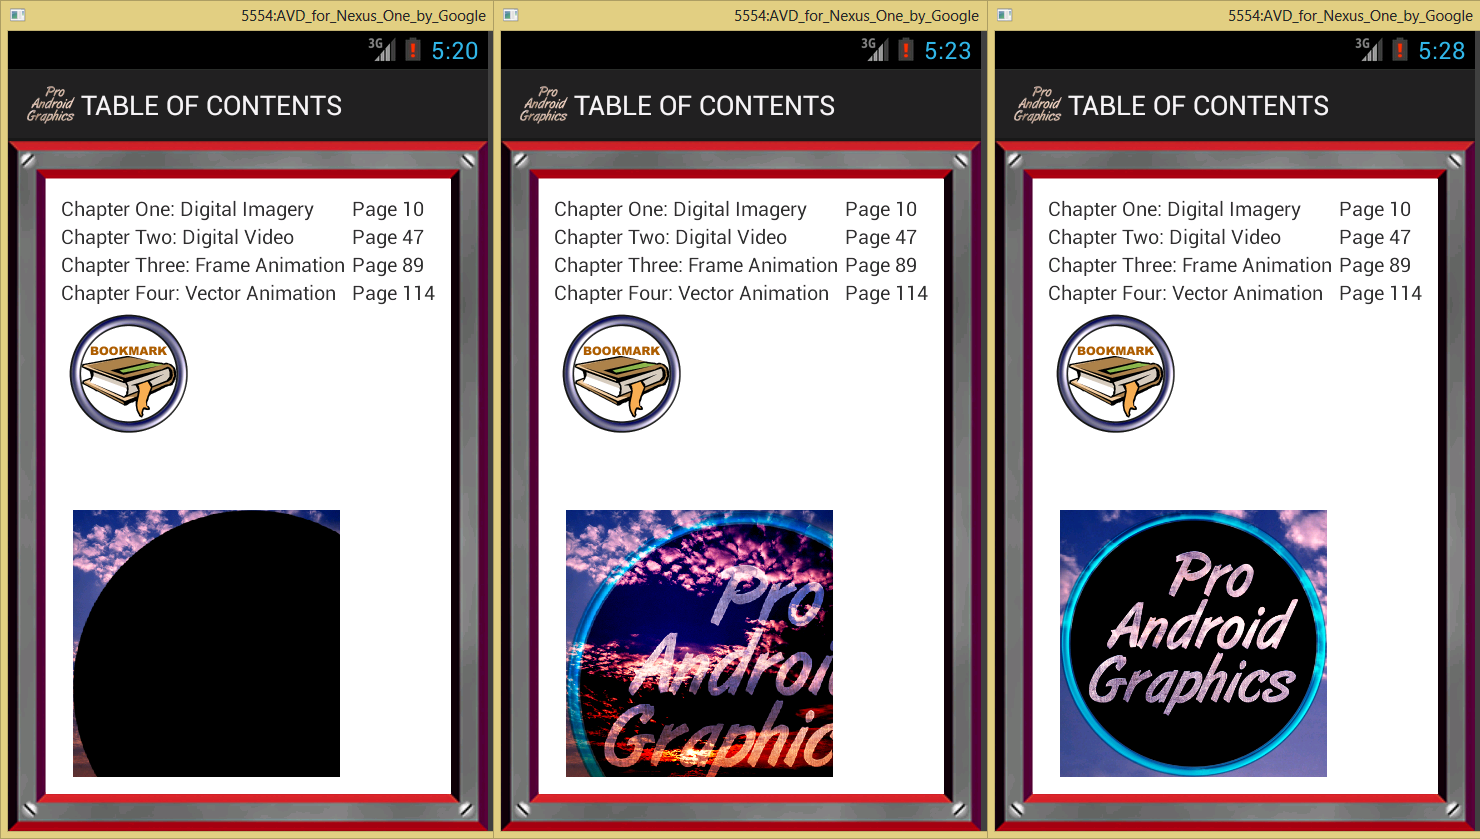 5554:AVD_for_Nexus_One_by_Google
3G 5:20
Pro Android Graphics TABLE OF CONTENTS
Chapter One: Digital Imagery Page 10
Chapter Two: Digital Video Page 47
Chapter Three: Frame Animation Page 89
Chapter Four: Vector Animation Page 114
BOOKMARK
5554:AVD_for_Nexus_One_by_Google
3G 5:23
Pro Android Graphics TABLE OF CONTENTS
Chapter One: Digital Imagery Page 10
Chapter Two: Digital Video Page 47
Chapter Three: Frame Animation Page 89
Chapter Four: Vector Animation Page 114
BOOKMARK
Pro
Androi
Graphic
5554:AVD_for_Nexus_One_by_Google
3G 5:28
Pro Android Graphics TABLE OF CONTENTS
Chapter One: Digital Imagery Page 10
Chapter Two: Digital Video Page 47
Chapter Three: Frame Animation Page 89
Chapter Four: Vector Animation Page 114
BOOKMARK
Pro
Android
Graphics